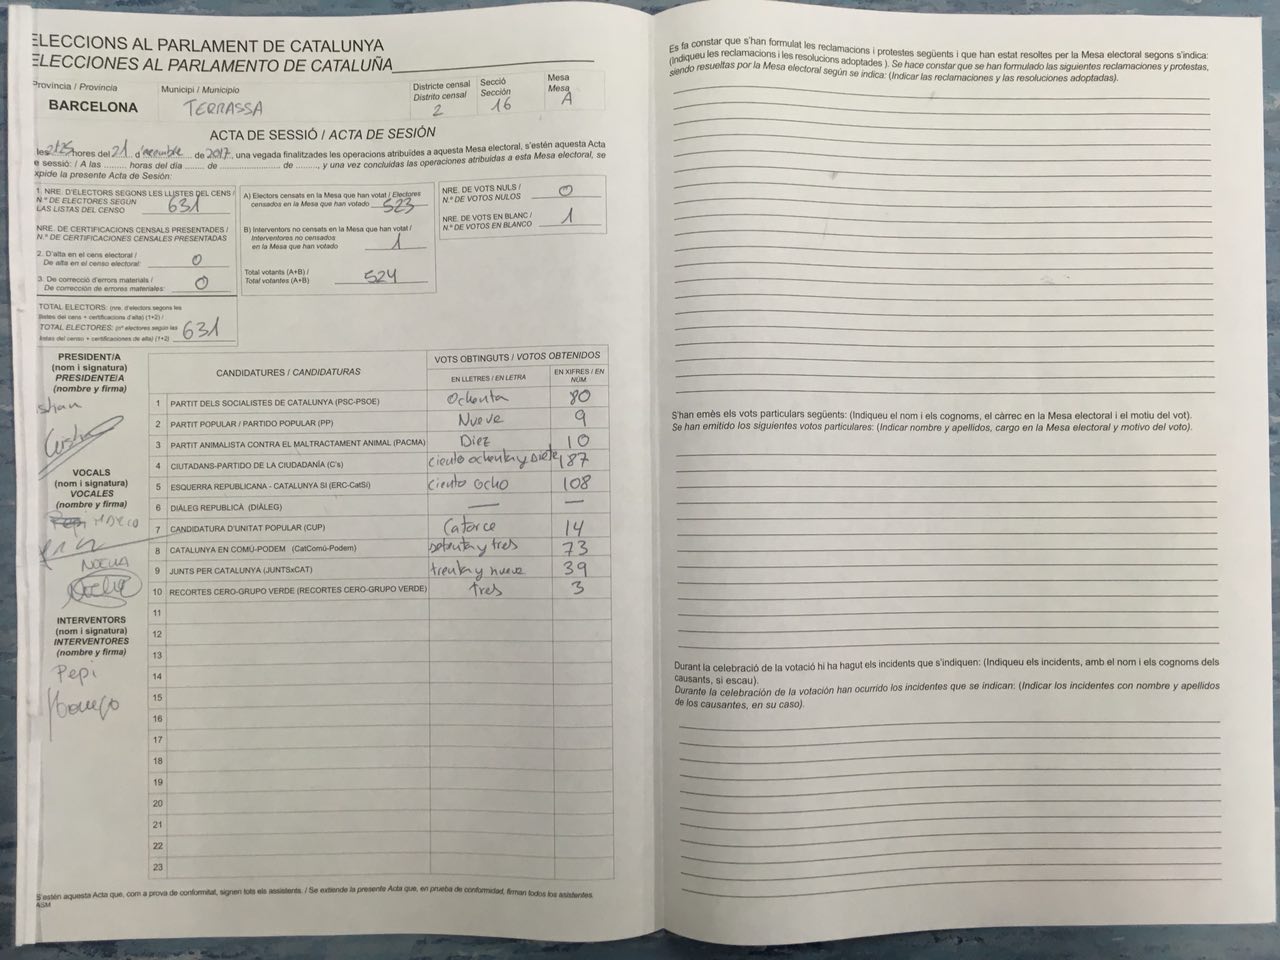 ELECCIONS AL PARLAMENT DE CATALUNYA
ELECCIONES AL PARLAMENTO DE CATALUÑA
Província / Provincia
BARCELONA
Municipi / Municipio
TERRASSA
Districte censal
Distrito censal
2
Secció
Sección
16
Mesa
Mesa
A
ACTA DE SESSIÓ / ACTA DE SESIÓN
les 21:25 hores del 21 desembre de 2017, una vegada finalitzades les operacions atribuïdes a aquesta Mesa electoral, s'estén aquesta Acta
e sessió: / A las ......... horas del día ...... de ...................... de ......., y una vez concluidas las operaciones atribuidas a esta Mesa electoral, se
expide la presente Acta de Sesión:
1. NRE. D'ELECTORS SEGONS LES LLISTES DEL CENS /
N.º DE ELECTORES SEGÚN
LAS LISTAS DEL CENSO 631
NRE. DE CERTIFICACIONS CENSALS PRESENTADES /
N.º DE CERTIFICACIONES CENSALES PRESENTADAS
2. D'alta en el cens electoral /
De alta en el censo electoral: 0
3. De correcció d'errors materials /
De corrección de errores materiales: 0
TOTAL ELECTORS: (nre. d'electors segons les
llistes del cens + certificacions d'alta) (1+2) /
TOTAL ELECTORES: (nº electores según las
listas del censo + certificaciones de alta) (1+2) 631
A) Electors censats en la Mesa que han votat / Electores
censados en la Mesa que han votado 523
B) Interventors no censats en la Mesa que han votat /
Interventores no censados
en la Mesa que han votado 1
Total votants (A+B) /
Total votantes (A+B) 524
NRE. DE VOTS NULS /
N.º DE VOTOS NULOS 0
NRE. DE VOTS EN BLANC /
N.º DE VOTOS EN BLANCO 1
PRESIDENT/A
(nom i signatura)
PRESIDENTE/A
(nombre y firma)
VOCALS
(nom i signatura)
VOCALES
(nombre y firma)
NOELIA
INTERVENTORS
(nom i signatura)
INTERVENTORES
(nombre y firma)
Pepi
CANDIDATURES / CANDIDATURAS
VOTS OBTINGUTS / VOTOS OBTENIDOS
EN LLETRES / EN LETRA
EN XIFRES / EN NÚM
1 PARTIT DELS SOCIALISTES DE CATALUNYA (PSC-PSOE) Ochenta 80
2 PARTIT POPULAR / PARTIDO POPULAR (PP) Nueve 9
3 PARTIT ANIMALISTA CONTRA EL MALTRACTAMENT ANIMAL (PACMA) Diez 10
4 CIUTADANS-PARTIDO DE LA CIUDADANÍA (C's) ciento ochenta y siete 187
5 ESQUERRA REPUBLICANA - CATALUNYA SÍ (ERC-CatSí) ciento ocho 108
6 DIÀLEG REPUBLICÀ (DIÀLEG) — —
7 CANDIDATURA D'UNITAT POPULAR (CUP) Catorce 14
8 CATALUNYA EN COMÚ-PODEM (CatComú-Podem) setenta y tres 73
9 JUNTS PER CATALUNYA (JUNTSxCAT) treinta y nueve 39
10 RECORTES CERO-GRUPO VERDE (RECORTES CERO-GRUPO VERDE) tres 3
11
12
13
14
15
16
17
18
19
20
21
22
23
S'estén aquesta Acta que, com a prova de conformitat, signen tots els assistents. / Se extiende la presente Acta que, en prueba de conformidad, firman todos los asistentes.
ASM
Es fa constar que s'han formulat les reclamacions i protestes següents i que han estat resoltes per la Mesa electoral segons s'indica:
(Indiqueu les reclamacions i les resolucions adoptades ). Se hace constar que se han formulado las siguientes reclamaciones y protestas,
siendo resueltas por la Mesa electoral según se indica: (Indicar las reclamaciones y las resoluciones adoptadas).
S'han emès els vots particulars següents: (Indiqueu el nom i els cognoms, el càrrec en la Mesa electoral i el motiu del vot).
Se han emitido los siguientes votos particulares: (Indicar nombre y apellidos, cargo en la Mesa electoral y motivo del voto).
Durant la celebració de la votació hi ha hagut els incidents que s'indiquen: (Indiqueu els incidents, amb el nom i els cognoms dels
causants, si escau).
Durante la celebración de la votación han ocurrido los incidentes que se indican: (Indicar los incidentes con nombre y apellidos
de los causantes, en su caso).